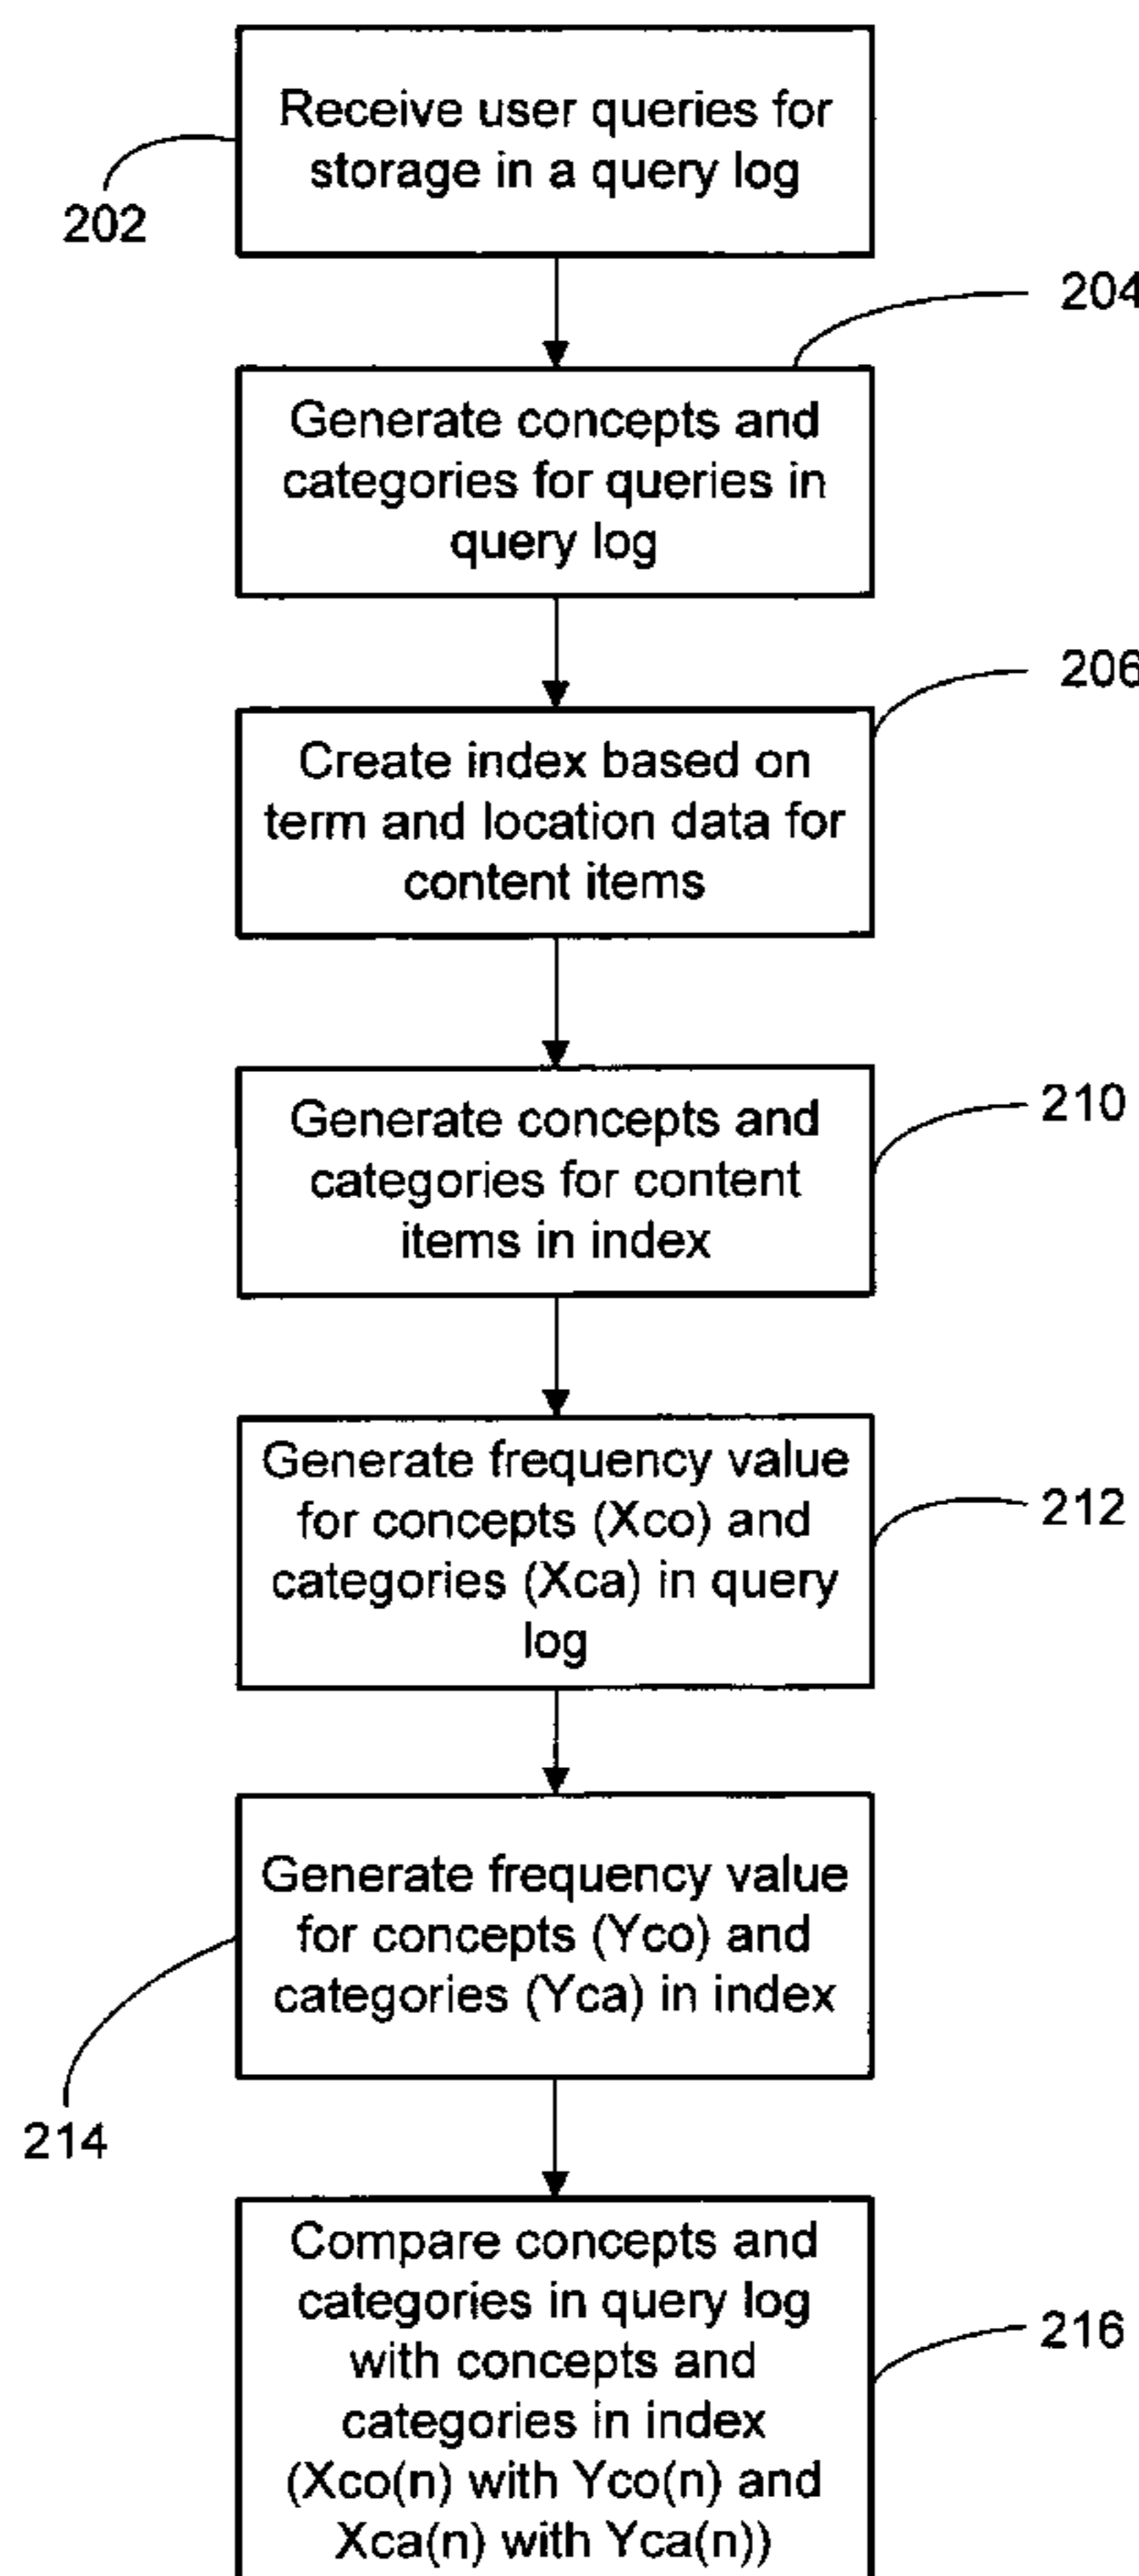 Receive user queries for
storage in a query log
202
204
Generate concepts and
categories for queries in
query log
206
Create index based on
term and location data for
content items
Generate concepts and
categories for content
items in index
210
Generate frequency value
for concepts (Xco) and
categories (Xca) in query
log
212
Generate frequency value
for concepts (Yco) and
categories (Yca) in index
214
Compare concepts and
categories in query log
with concepts and
categories in index
(Xco(n) with Yco(n) and
Xca(n) with Yca(n))
216